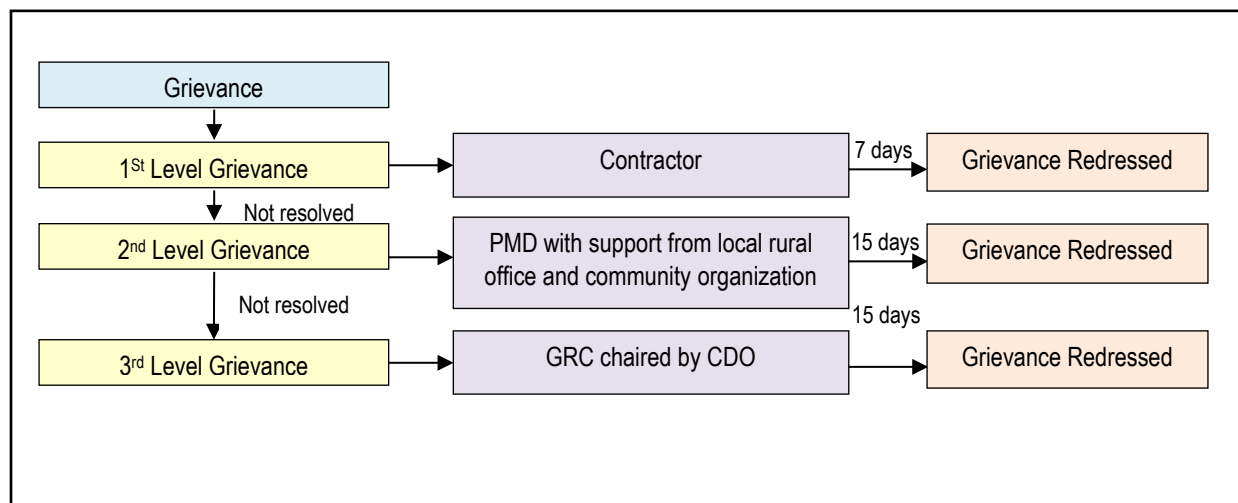 Grievance
1St Level Grievance
Contractor
7 days
Grievance Redressed
Not resolved
2nd Level Grievance
PMD with support from local rural
office and community organization
15 days
Grievance Redressed
Not resolved
15 days
3rd Level Grievance
GRC chaired by CDO
Grievance Redressed